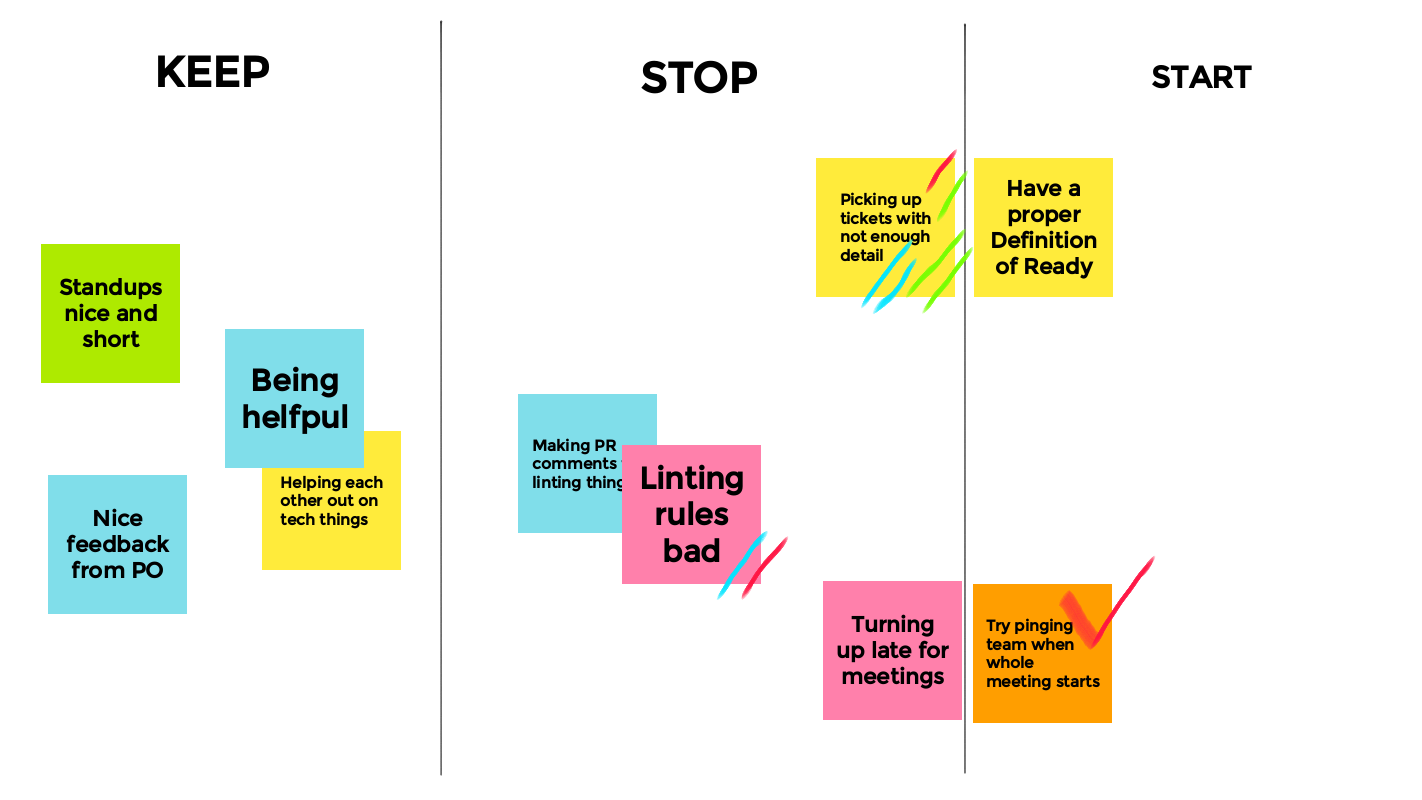 KEEP
STOP
START
Standups
nice and
short
Being
helfpul
Helping each
other out on
tech things
Nice
feedback
from PO
Picking up
tickets with
not enough
detail
Making PR
comments
linting thing
Linting
rules
bad
Turning
up late for
meetings
Have a
proper
Definition
of Ready
Try pinging
team when
whole
meeting starts